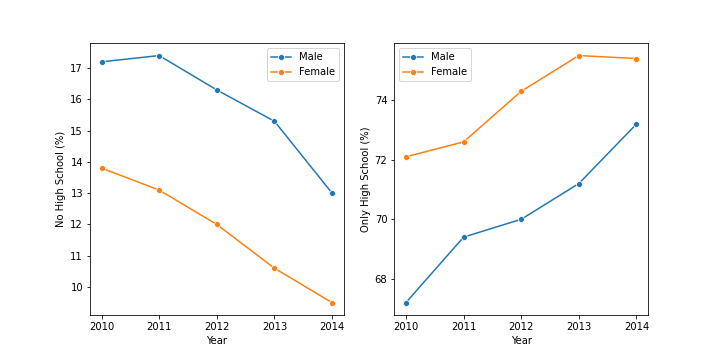 No High School (%)
17
16
15
14
13
12
11
10
Male
Female
2010 2011 2012 2013 2014
Year
Only High School (%)
74
72
70
68
Male
Female
2010 2011 2012 2013 2014
Year